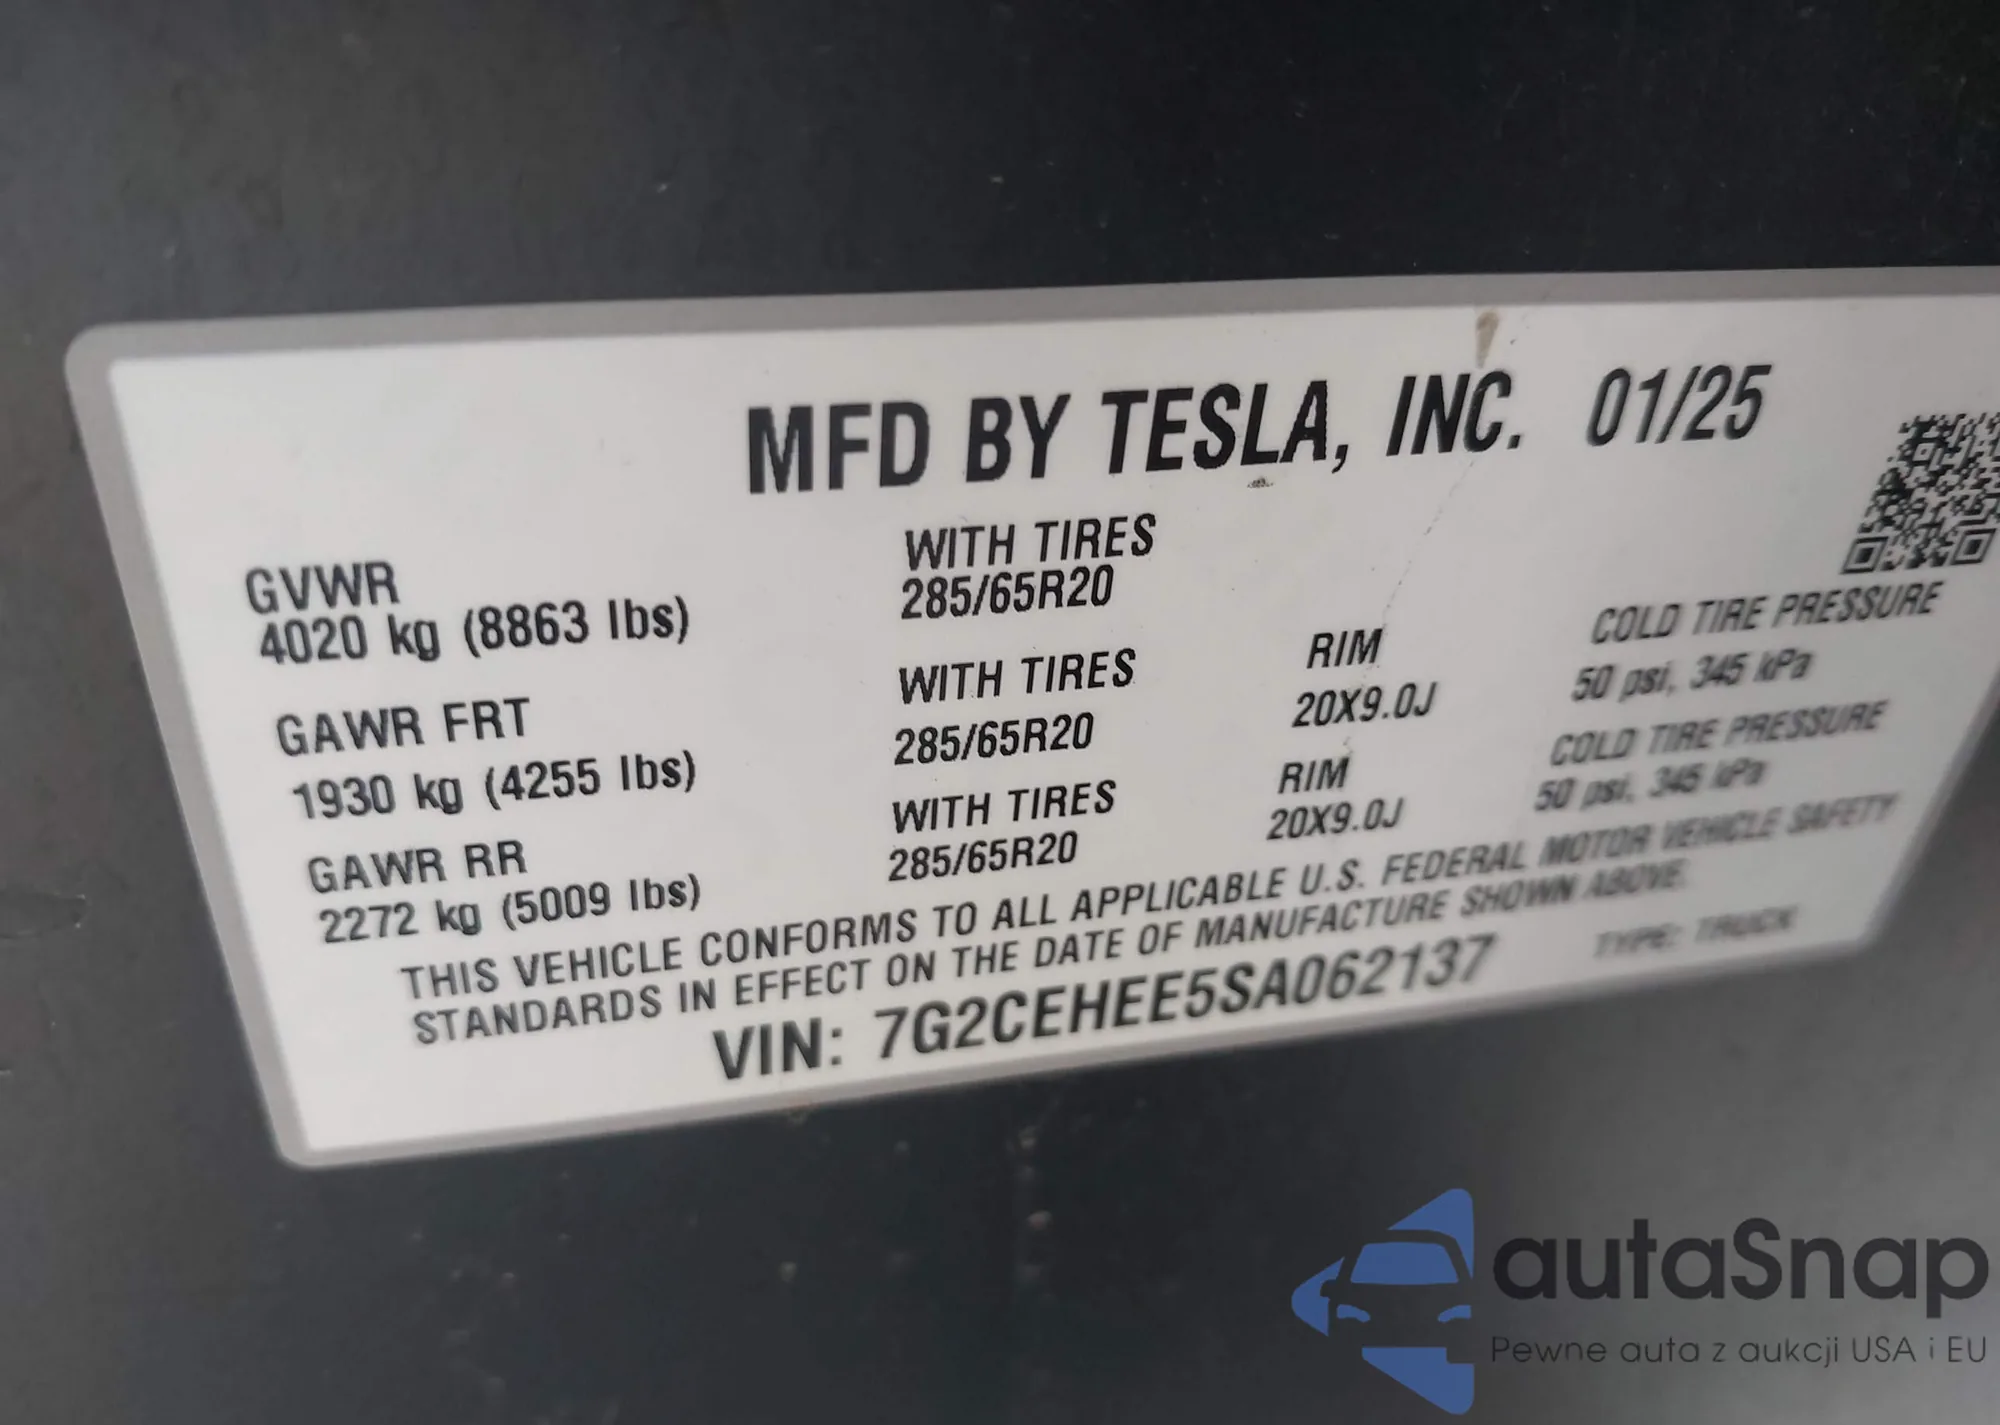 MFD BY TESLA, INC. 01/25
GVWR
4020 kg (8863 lbs)
WITH TIRES
285/65R20
GAWR FRT
1930 kg (4255 lbs)
WITH TIRES
285/65R20
RIM
20X9.0J
COLD TIRE PRESSURE
50 psi, 345 kPa
GAWR RR
2272 kg (5009 lbs)
WITH TIRES
285/65R20
RIM
20X9.0J
COLD TIRE PRESSURE
50 psi, 345 kPa
THIS VEHICLE CONFORMS TO ALL APPLICABLE U.S. FEDERAL MOTOR VEHICLE SAFETY
STANDARDS IN EFFECT ON THE DATE OF MANUFACTURE SHOWN ABOVE.
VIN: 7G2CEHEE5SA062137
TYPE: TRUCK
autaSnap
Pewne auta z aukcji USA i EU